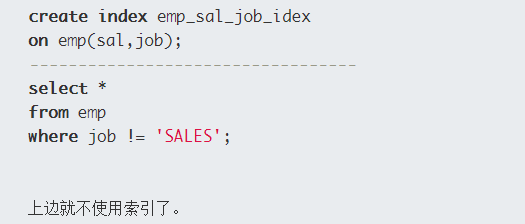 create index emp_sal_job_idex
on emp(sal,job);
----------------------------------
select *
from emp
where job != 'SALES';
上边就不使用索引了。